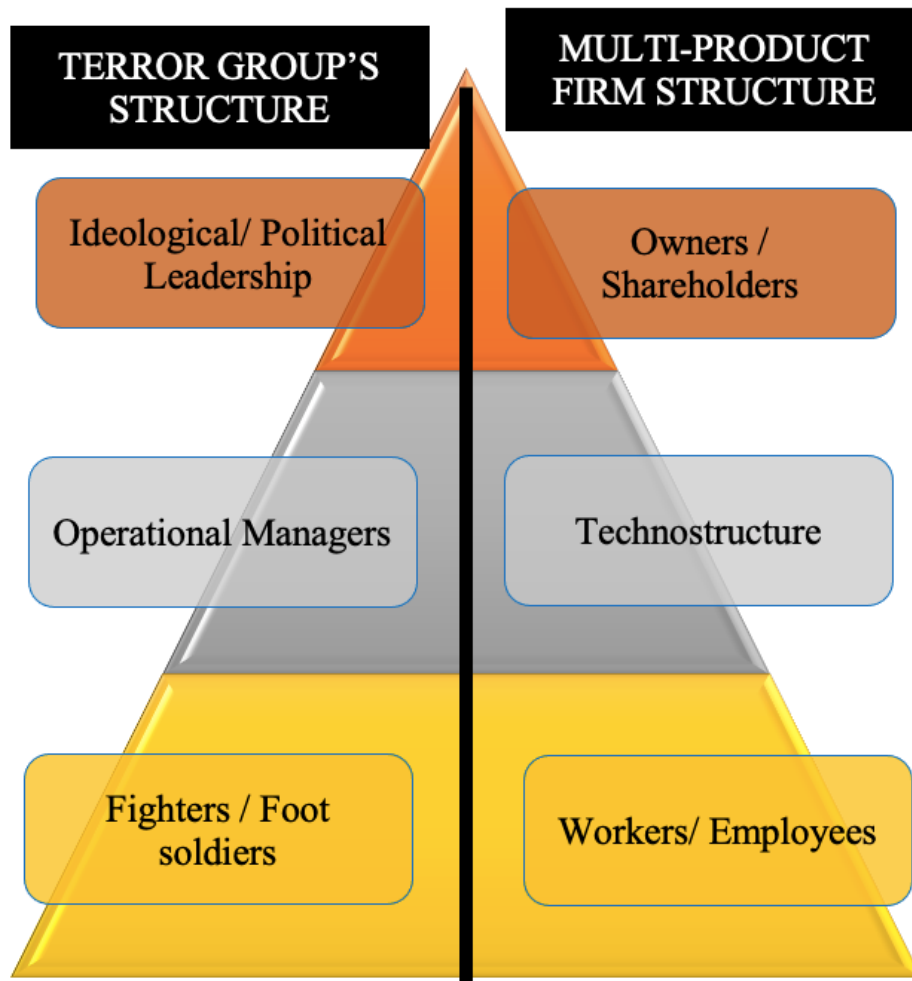 TERROR GROUP'S
STRUCTURE
MULTI-PRODUCT
FIRM STRUCTURE
Ideological/ Political
Leadership
Owners /
Shareholders
Operational Managers
Technostructure
Fighters / Foot
soldiers
Workers/ Employees